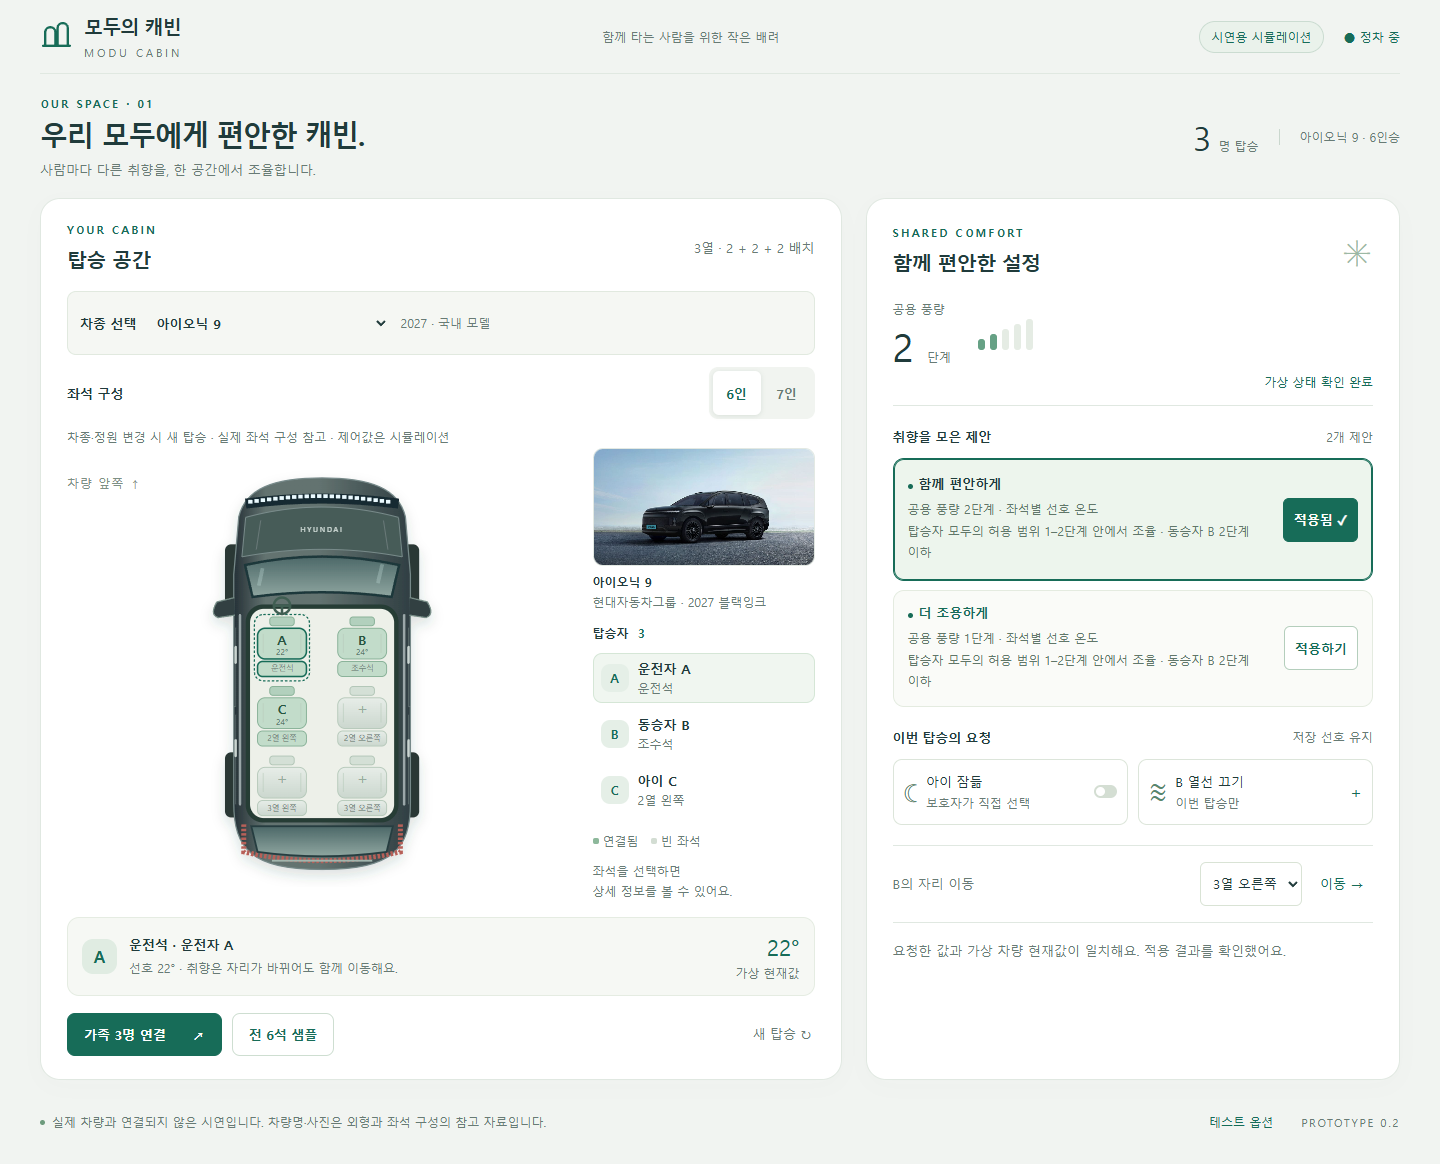 모두의 캐빈
MODU CABIN
함께 타는 사람을 위한 작은 배려
시연용 시뮬레이션
정차 중
OUR SPACE · 01
우리 모두에게 편안한 캐빈.
사람마다 다른 취향을, 한 공간에서 조율합니다.
3 명 탑승
아이오닉 9 · 6인승
YOUR CABIN
탑승 공간
3열 · 2 + 2 + 2 배치
차종 선택 아이오닉 9 2027 · 국내 모델
좌석 구성
6인 7인
차종·정원 변경 시 새 탑승 · 실제 좌석 구성 참고 · 제어값은 시뮬레이션
차량 앞쪽 ↑
HYUNDAI
A
22°
운전석
B
24°
조수석
C
24°
2열 왼쪽
+
2열 오른쪽
+
3열 왼쪽
+
3열 오른쪽
아이오닉 9
현대자동차그룹 · 2027 블랙잉크
탑승자 3
A
운전자 A
운전석
B
동승자 B
조수석
C
아이 C
2열 왼쪽
연결됨 빈 좌석
좌석을 선택하면
상세 정보를 볼 수 있어요.
A
운전석 · 운전자 A
선호 22° · 취향은 자리가 바뀌어도 함께 이동해요.
22°
가상 현재값
가족 3명 연결 ↗
전 6석 샘플
새 탑승 ↻
SHARED COMFORT
함께 편안한 설정
공용 풍량
2 단계
가상 상태 확인 완료
취향을 모은 제안
2개 제안
함께 편안하게
공용 풍량 2단계 · 좌석별 선호 온도
탑승자 모두의 허용 범위 1–2단계 안에서 조율 · 동승자 B 2단계
이하
적용됨 ✓
더 조용하게
공용 풍량 1단계 · 좌석별 선호 온도
탑승자 모두의 허용 범위 1–2단계 안에서 조율 · 동승자 B 2단계
이하
적용하기
이번 탑승의 요청
저장 선호 유지
아이 잠듦
보호자가 직접 선택
B 열선 끄기
이번 탑승만
+
B의 자리 이동
3열 오른쪽
이동 →
요청한 값과 가상 차량 현재값이 일치해요. 적용 결과를 확인했어요.
실제 차량과 연결되지 않은 시연입니다. 차량명·사진은 외형과 좌석 구성의 참고 자료입니다.
테스트 옵션
PROTOTYPE 0.2